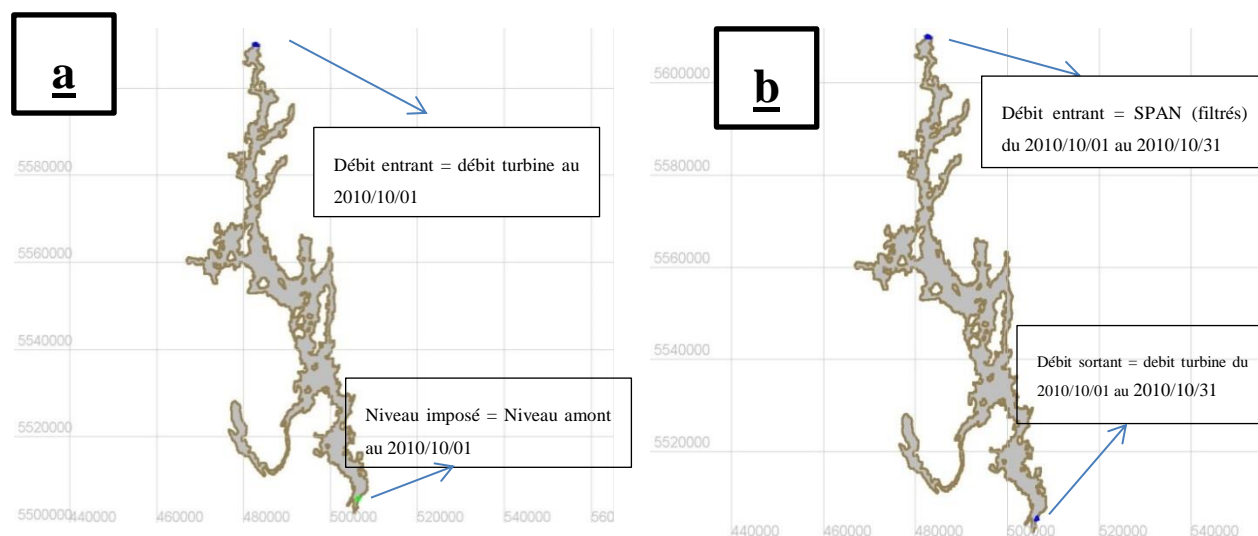 a
Débit entrant = débit turbine au
2010/10/01
Niveau imposé = Niveau amont
au 2010/10/01
5580000
5560000
5540000
5520000
5500000
440000
460000
480000
500000
520000
540000
560
b
Débit entrant = SPAN (filtrés)
du 2010/10/01 au 2010/10/31
Débit sortant = debit turbine du
2010/10/01 au 2010/10/31
5600000
5580000
5560000
5540000
5520000
440000
460000
480000
500000
520000
540000